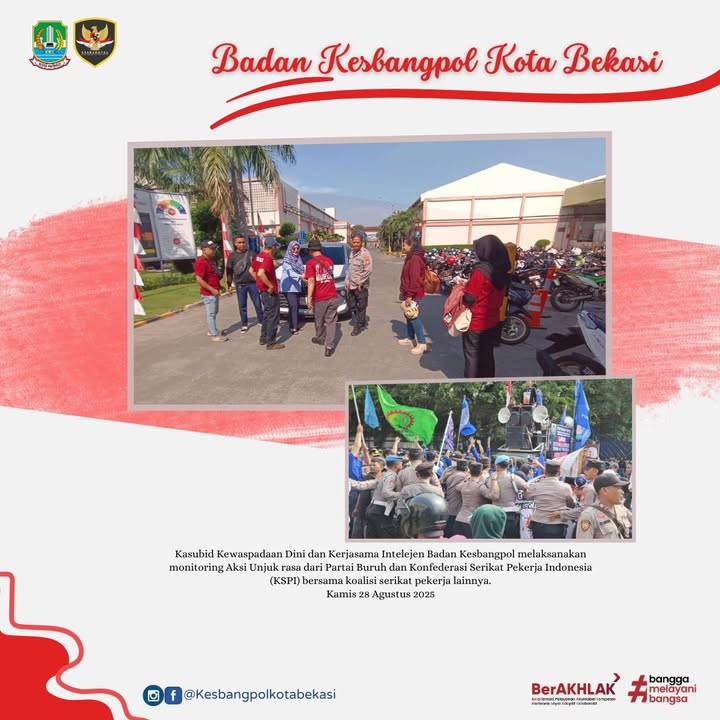 Badan Kesbangpol Kota Bekasi
Kasubid Kewaspadaan Dini dan Kerjasama Intelejen Badan Kesbangpol melaksanakan
monitoring Aksi Unjuk rasa dari Partai Buruh dan Konfederasi Serikat Pekerja Indonesia
(KSPI) bersama koalisi serikat pekerja lainnya.
Kamis 28 Agustus 2025
@Kesbangpolkotabekasi
BerAKHLAK
#bangga
melayani
bangsa